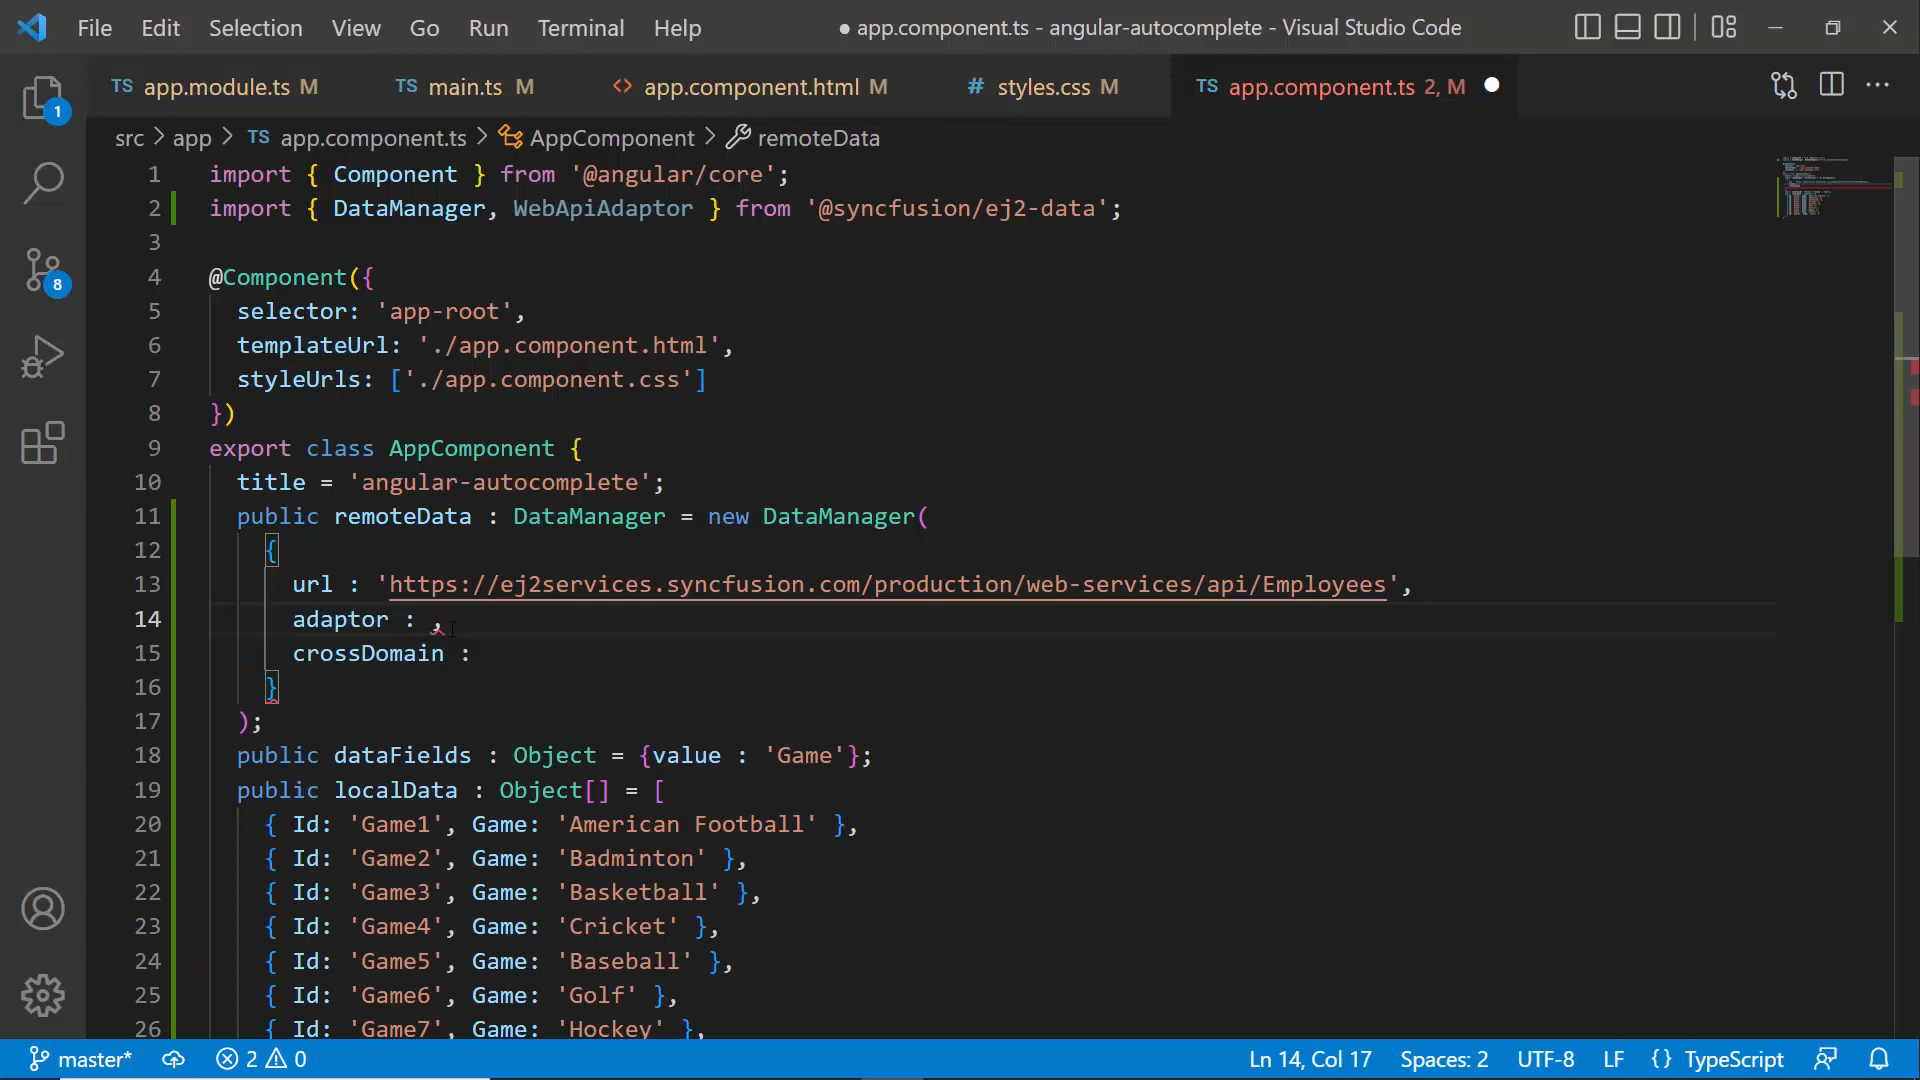 File Edit Selection View Go Run Terminal Help ● app.component.ts - angular-autocomplete - Visual Studio Code
TS app.module.ts M TS main.ts M <> app.component.html M # styles.css M TS app.component.ts 2, M
src > app > TS app.component.ts > AppComponent > remoteData
1
8
1 import { Component } from '@angular/core';
2 import { DataManager, WebApiAdaptor } from '@syncfusion/ej2-data';
3
4 @Component({
5 selector: 'app-root',
6 templateUrl: './app.component.html',
7 styleUrls: ['./app.component.css']
8 })
9 export class AppComponent {
10 title = 'angular-autocomplete';
11 public remoteData : DataManager = new DataManager(
12 {
13 url : 'https://ej2services.syncfusion.com/production/web-services/api/Employees',
14 adaptor : ,
15 crossDomain :
16 }
17 );
18 public dataFields : Object = {value : 'Game'};
19 public localData : Object[] = [
20 { Id: 'Game1', Game: 'American Football' },
21 { Id: 'Game2', Game: 'Badminton' },
22 { Id: 'Game3', Game: 'Basketball' },
23 { Id: 'Game4', Game: 'Cricket' },
24 { Id: 'Game5', Game: 'Baseball' },
25 { Id: 'Game6', Game: 'Golf' },
26 { Id: 'Game7', Game: 'Hockey' },
master* 2 0 Ln 14, Col 17 Spaces: 2 UTF-8 LF {} TypeScript